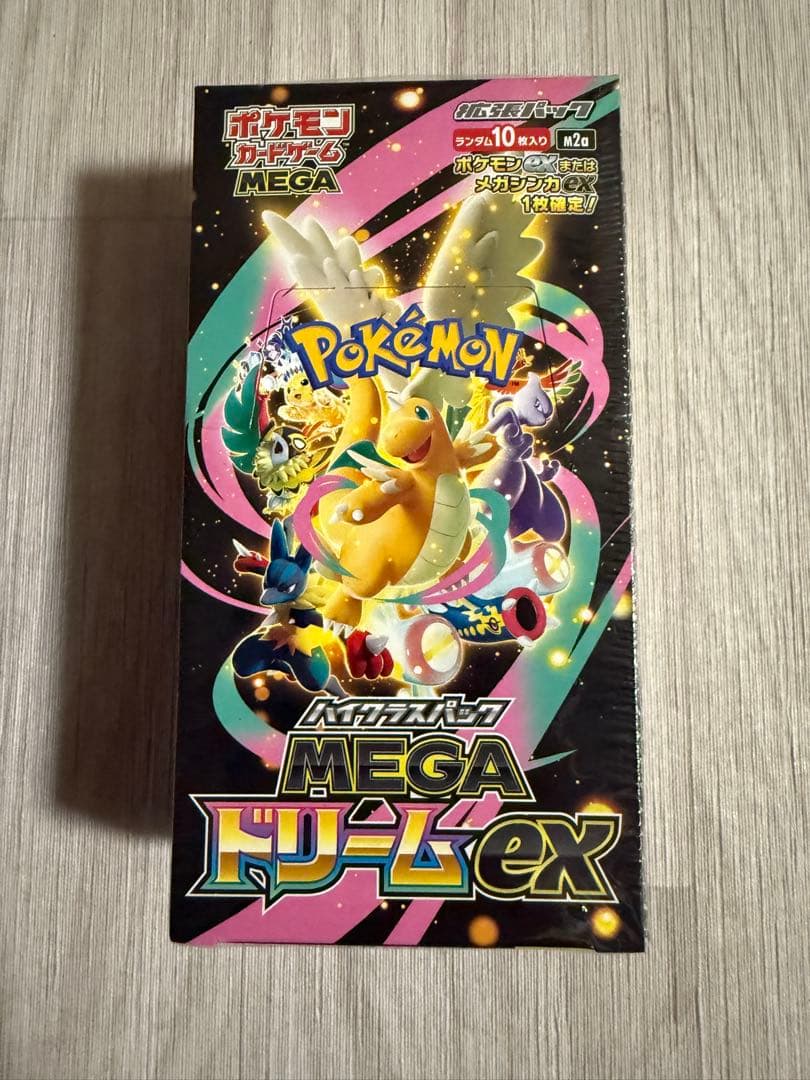 ポケモン
カードゲーム
MEGA
拡張パック
ランダム10枚入り M2a
ポケモンexまたは
メガシンカex
1枚確定!
POKéMON
TM
ハイクラスパック
MEGA
ドリームex